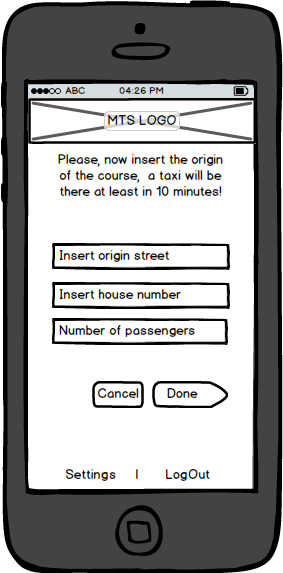 ABC 04:26 PM
MTS LOGO
Please, now insert the origin
of the course, a taxi will be
there at least in 10 minutes!
Insert origin street
Insert house number
Number of passengers
Cancel Done
Settings | LogOut